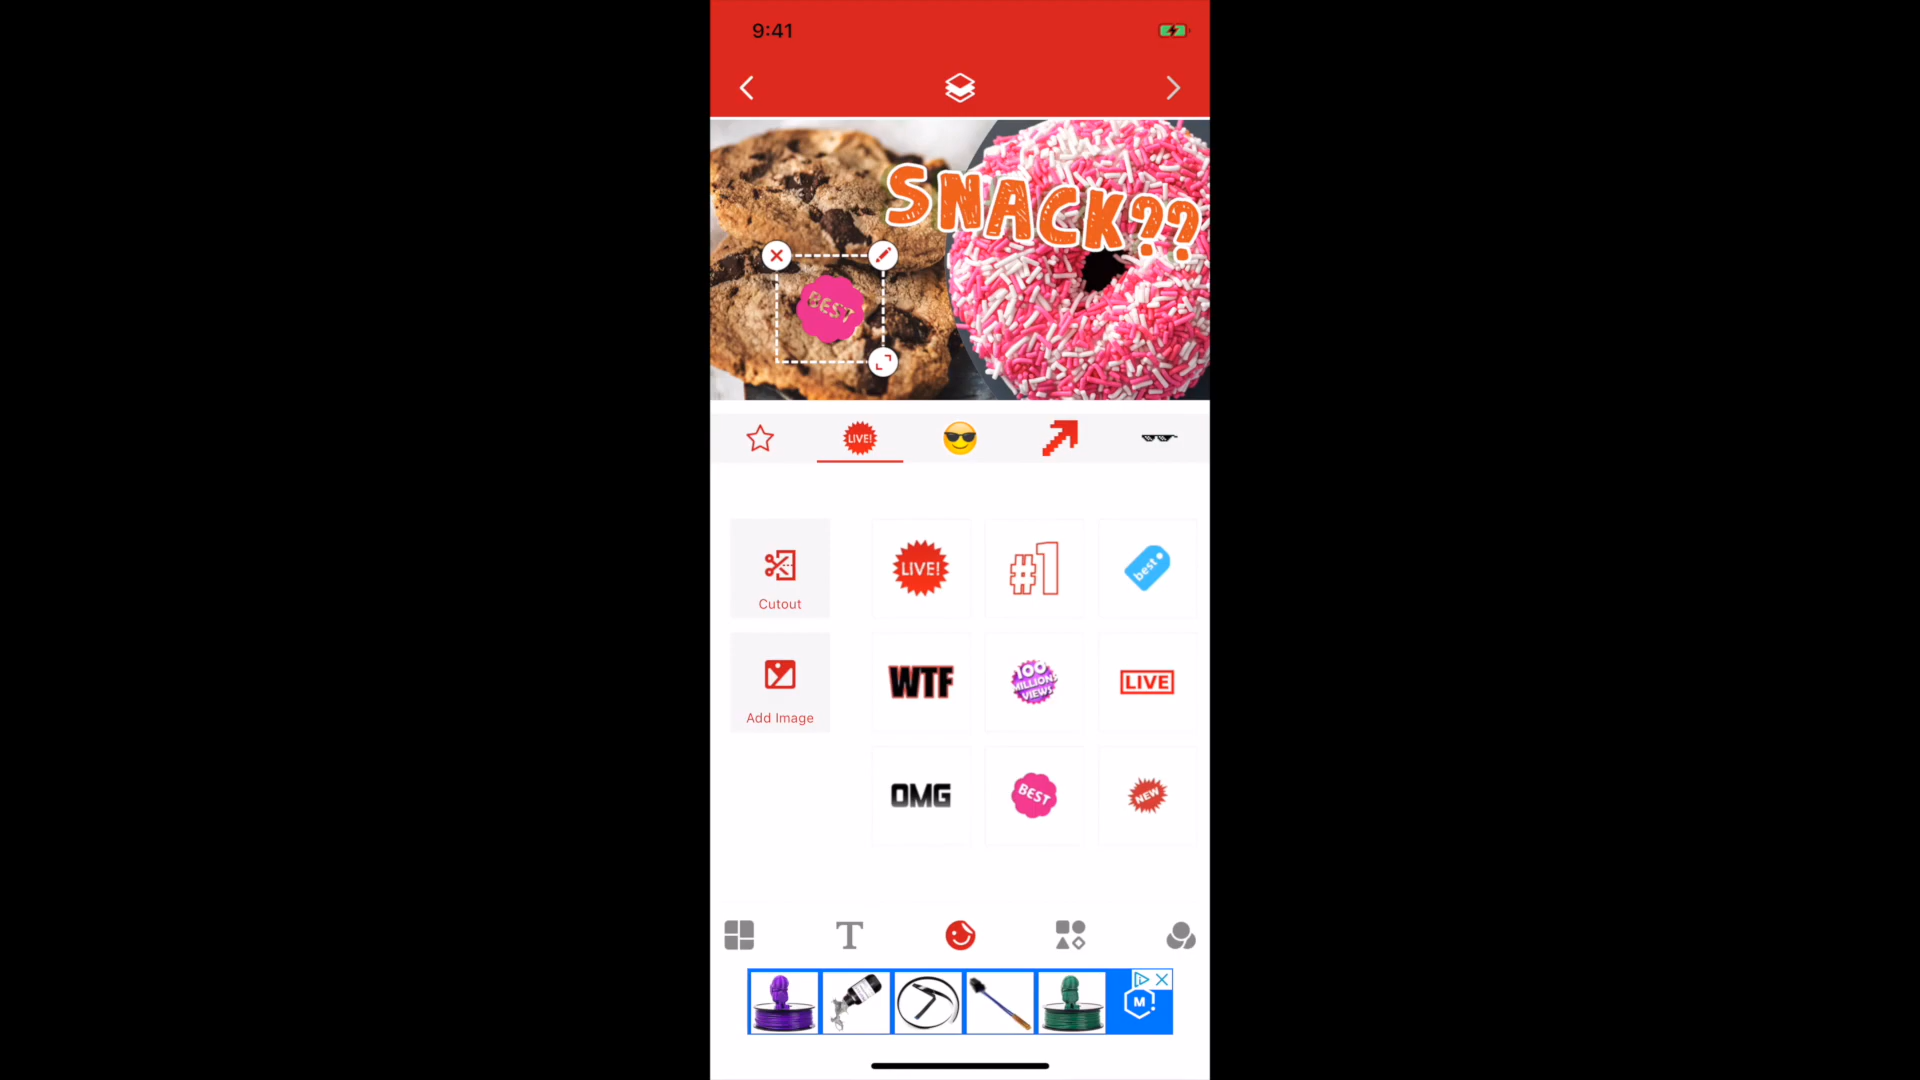 9:41
SNACK??
BEST
LIVE!
LIVE!
#1
best
Cutout
WTF
100
MILLIONS
VIEWS
LIVE
Add Image
OMG
BEST
NEW
T
M